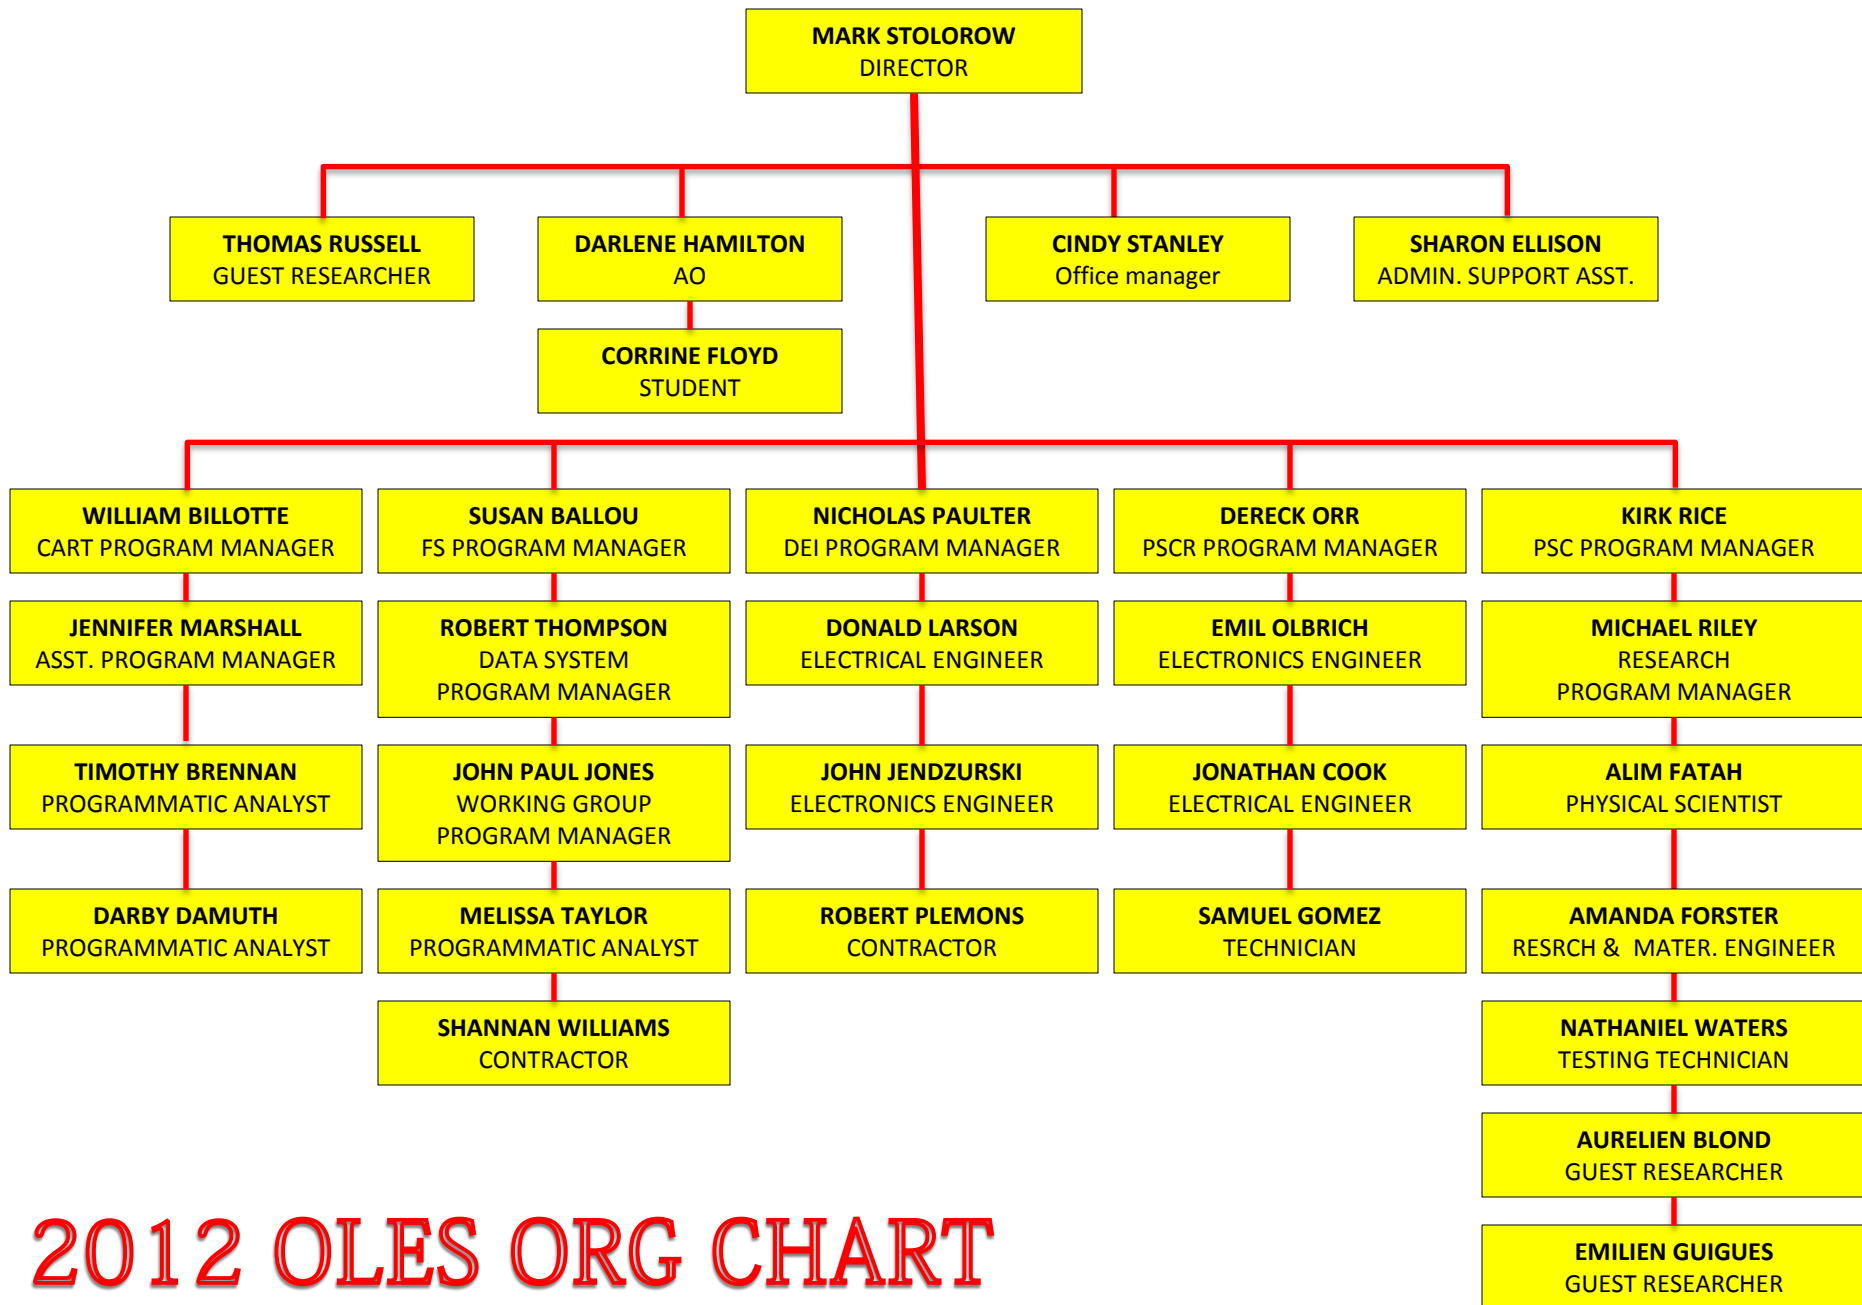 MARK STOLOROW
DIRECTOR
THOMAS RUSSELL
GUEST RESEARCHER
DARLENE HAMILTON
AO
CINDY STANLEY
Office manager
SHARON ELLISON
ADMIN. SUPPORT ASST.
CORRINE FLOYD
STUDENT
WILLIAM BILLOTTE
CART PROGRAM MANAGER
SUSAN BALLOU
FS PROGRAM MANAGER
NICHOLAS PAULTER
DEI PROGRAM MANAGER
DERECK ORR
PSCR PROGRAM MANAGER
KIRK RICE
PSC PROGRAM MANAGER
JENNIFER MARSHALL
ASST. PROGRAM MANAGER
ROBERT THOMPSON
DATA SYSTEM
PROGRAM MANAGER
DONALD LARSON
ELECTRICAL ENGINEER
EMIL OLBRICH
ELECTRONICS ENGINEER
MICHAEL RILEY
RESEARCH
PROGRAM MANAGER
TIMOTHY BRENNAN
PROGRAMMATIC ANALYST
JOHN PAUL JONES
WORKING GROUP
PROGRAM MANAGER
JOHN JENDZURSKI
ELECTRONICS ENGINEER
JONATHAN COOK
ELECTRICAL ENGINEER
ALIM FATAH
PHYSICAL SCIENTIST
DARBY DAMUTH
PROGRAMMATIC ANALYST
MELISSA TAYLOR
PROGRAMMATIC ANALYST
ROBERT PLEMONS
CONTRACTOR
SAMUEL GOMEZ
TECHNICIAN
AMANDA FORSTER
RESRCH & MATER. ENGINEER
SHANNAN WILLIAMS
CONTRACTOR
NATHANIEL WATERS
TESTING TECHNICIAN
AURELIEN BLOND
GUEST RESEARCHER
EMILIEN GUIGUES
GUEST RESEARCHER
2012 OLES ORG CHART